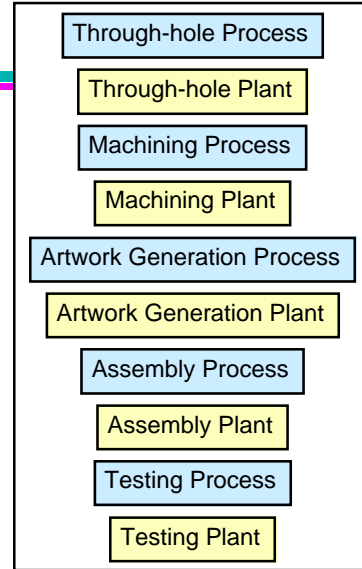 Through-hole Process
Through-hole Plant
Machining Process
Machining Plant
Artwork Generation Process
Artwork Generation Plant
Assembly Process
Assembly Plant
Testing Process
Testing Plant